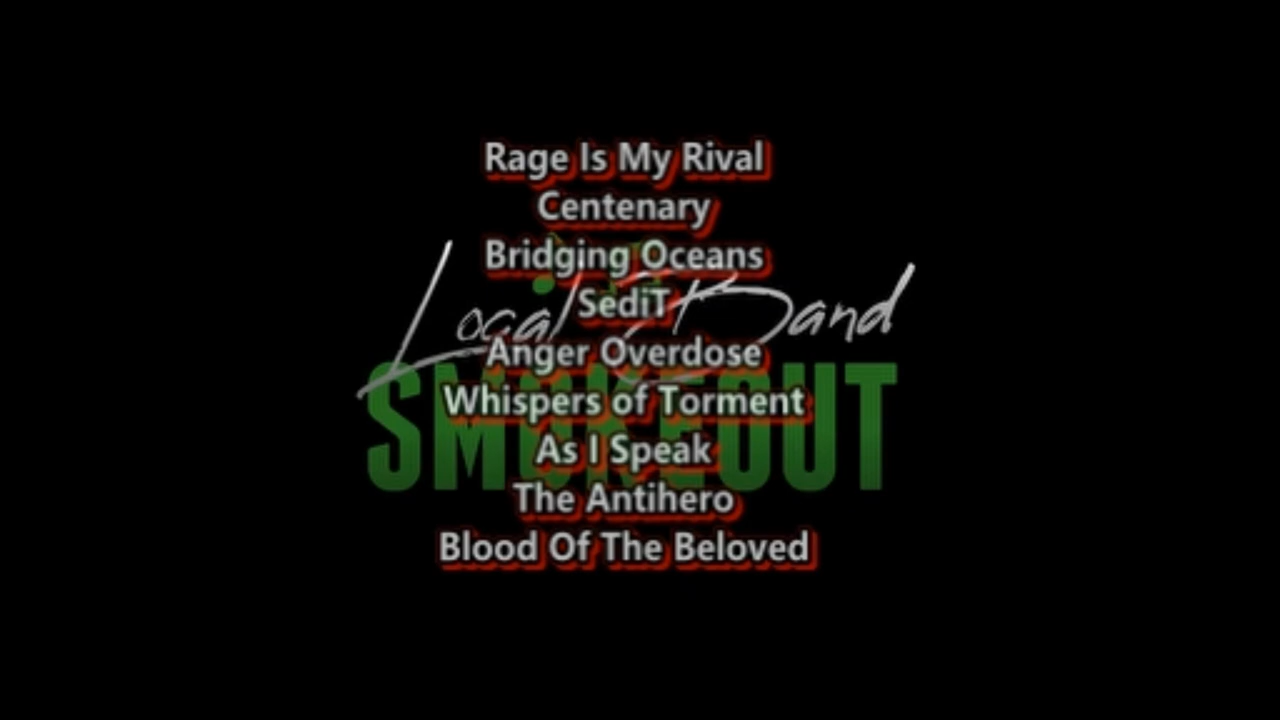 Rage Is My Rival
Centenary
Bridging Oceans
SediT
Anger Overdose
Whispers of Torment
As I Speak
The Antihero
Blood Of The Beloved
Local Band
SMOKEOUT